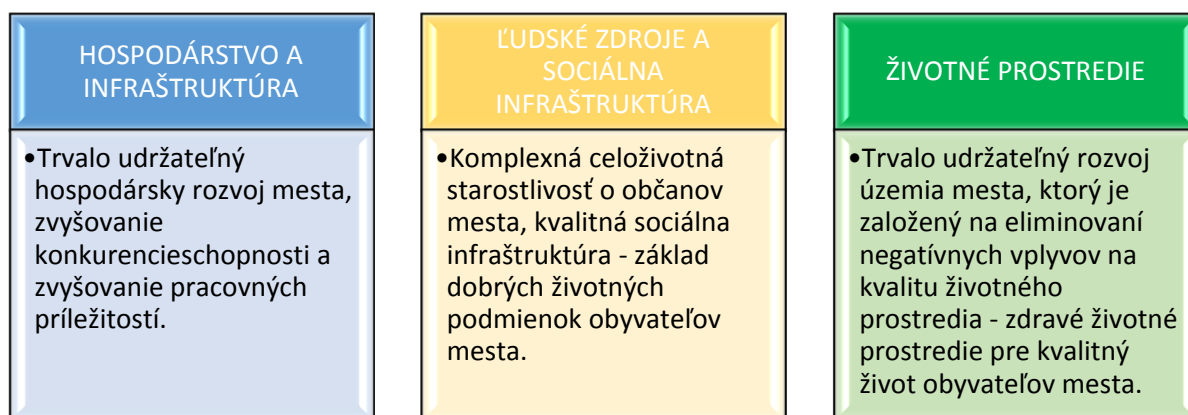 HOSPODÁRSTVO A
INFRAŠTRUKTÚRA
•Trvalo udržateľný
hospodársky rozvoj mesta,
zvyšovanie
konkurencieschopnosti a
zvyšovanie pracovných
príležitostí.
ĽUDSKÉ ZDROJE A
SOCIÁLNA
INFRAŠTRUKTÚRA
•Komplexná celoživotná
starostlivosť o občanov
mesta, kvalitná sociálna
infraštruktúra - základ
dobrých životných
podmienok obyvateľov
mesta.
ŽIVOTNÉ PROSTREDIE
•Trvalo udržateľný rozvoj
územia mesta, ktorý je
založený na eliminovaní
negatívnych vplyvov na
kvalitu životného
prostredia - zdravé životné
prostredie pre kvalitný
život obyvateľov mesta.